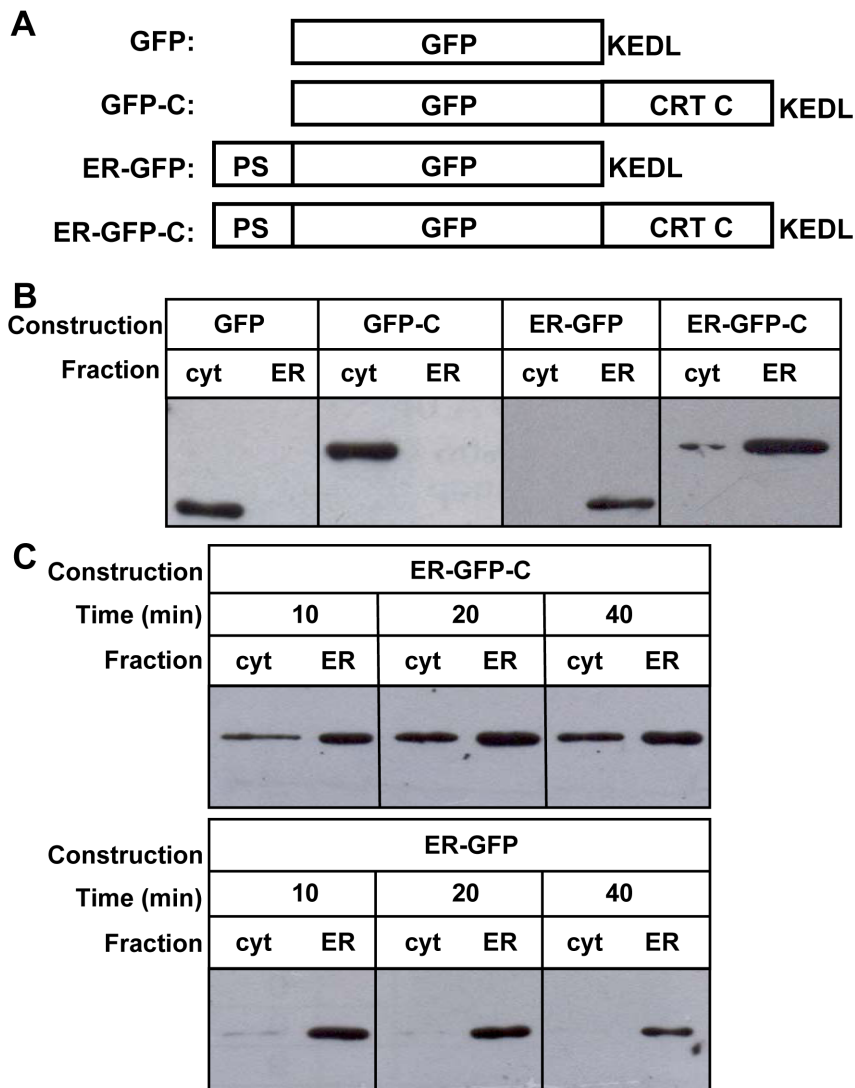 A
GFP: GFP KEDL
GFP-C: GFP CRT C KEDL
ER-GFP: PS GFP KEDL
ER-GFP-C: PS GFP CRT C KEDL
B
Construction GFP GFP-C ER-GFP ER-GFP-C
Fraction cyt ER cyt ER cyt ER cyt ER
C
Construction ER-GFP-C
Time (min) 10 20 40
Fraction cyt ER cyt ER cyt ER
Construction ER-GFP
Time (min) 10 20 40
Fraction cyt ER cyt ER cyt ER